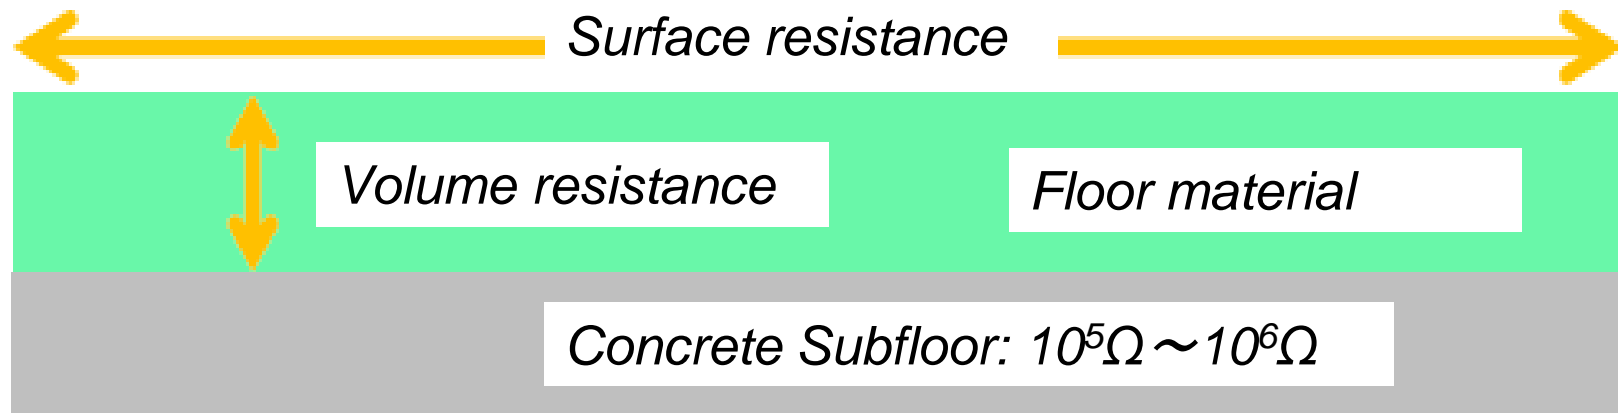 Surface resistance
Volume resistance
Floor material
Concrete Subfloor: 10⁵Ω～10⁶Ω